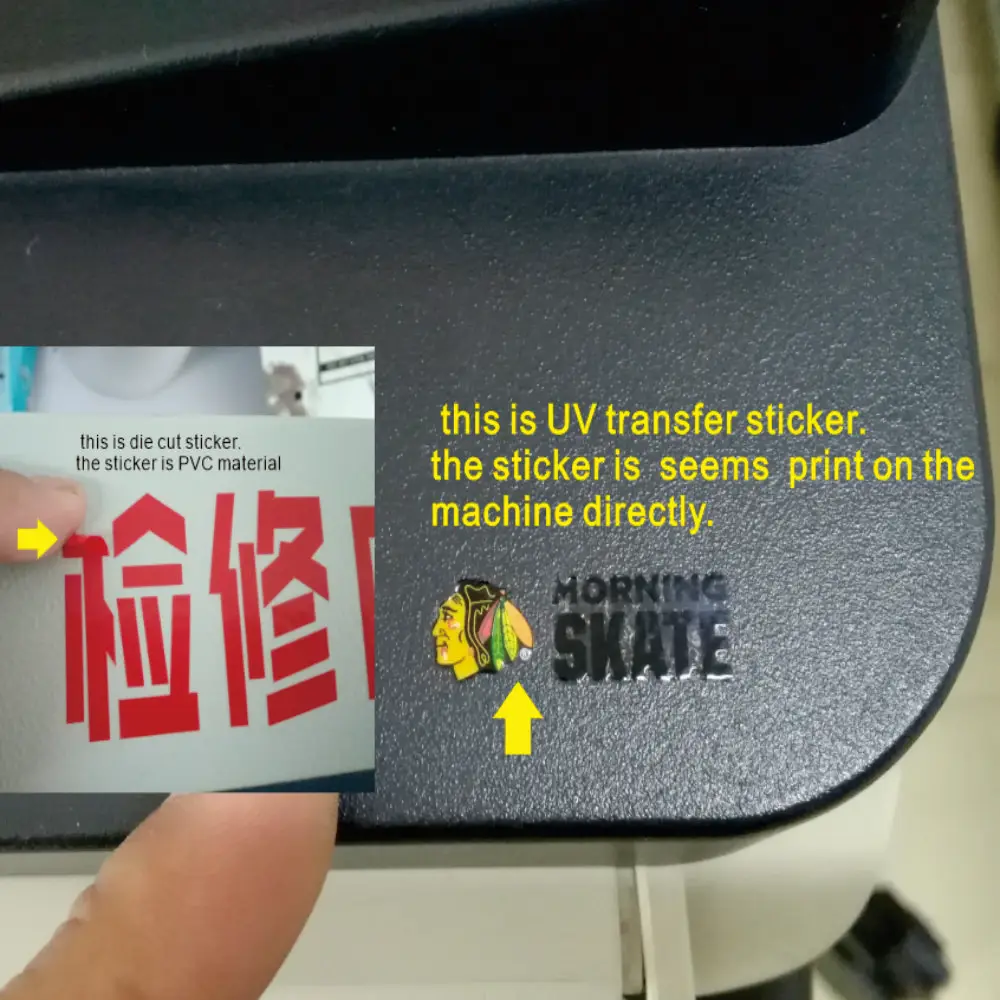 this is die cut sticker.
the sticker is PVC material
检修
this is UV transfer sticker.
the sticker is seems print on the
machine directly.
MORNING
SKATE
®